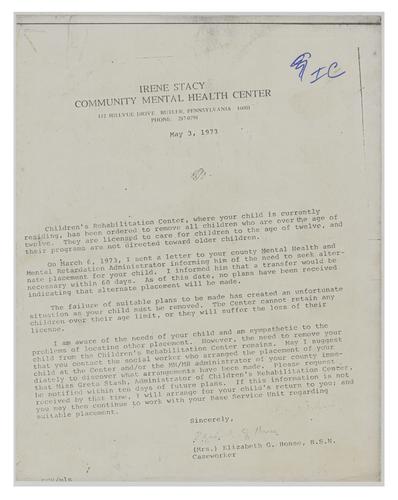 IC
IRENE STACY
COMMUNITY MENTAL HEALTH CENTER
112 HILLVUE DRIVE BUTLER, PENNSYLVANIA 16001
PHONE: 287-0791
May 3, 1973
Children's Rehabilitation Center, where your child is currently
residing, has been ordered to remove all children who are over the age of
twelve. They are licensed to care for children to the age of twelve, and
their programs are not directed toward older children.
On March 6, 1973, I sent a letter to your county Mental Health and
Mental Retardation Administrator informing him of the need to seek alter-
nate placement for your child. I informed him that a transfer would be
necessary within 60 days. As of this date, no plans have been received
indicating that alternate placement will be made.
The failure of suitable plans to be made has created an unfortunate
situation as your child must be removed. The Center cannot retain any
children over their age limit, or they will suffer the loss of their
license.
I am aware of the needs of your child and am sympathetic to the
problems of locating other placement. However, the need to remove your
child from the Children's Rehabilitation Center remains. May I suggest
that you contact the social worker who arranged the placement of your
child at the Center and/or the MH/MR administrator of your county imme-
diately to discover what arrangements have been made. Please request
that Miss Greta Stash, Administrator of Children's Rehabilitation Center,
be notified within ten days of future plans. If this information is not
received by that time, I will arrange for your child's return to you; and
you may then continue to work with your Base Service Unit regarding
suitable placement.
Sincerely,
(Mrs.) Elizabeth G. House, R.S.N.
Caseworker